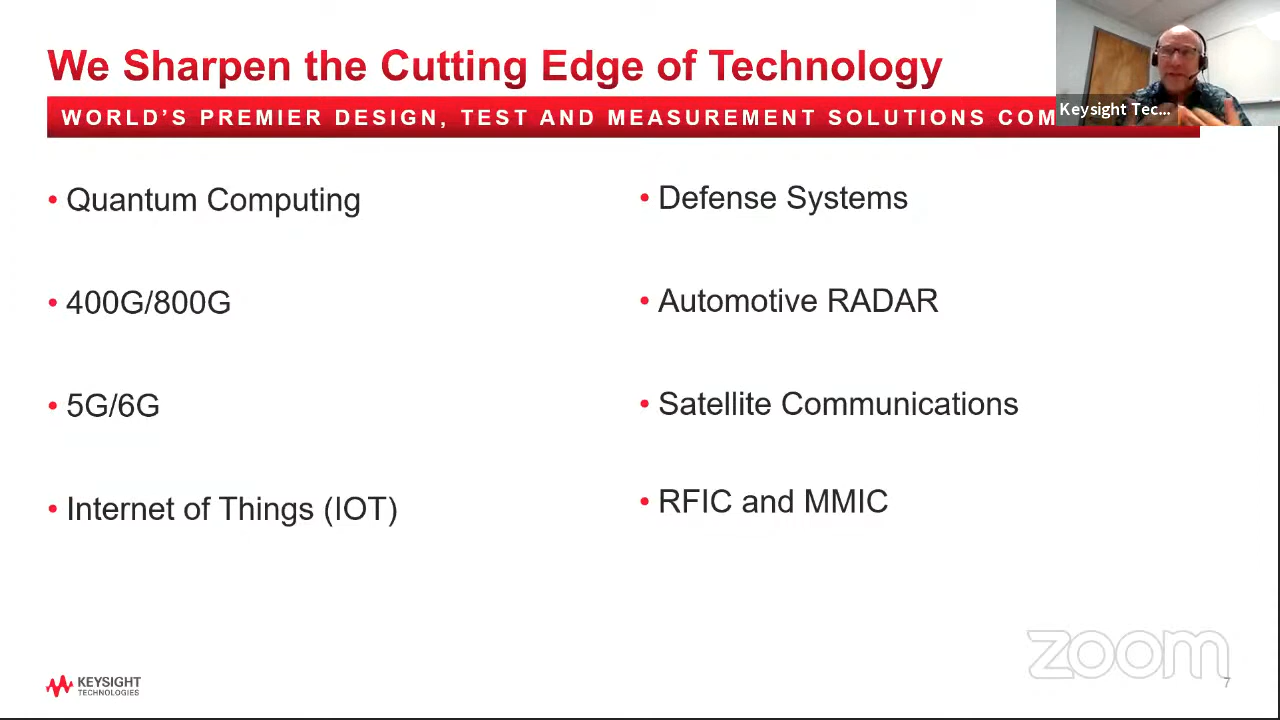 We Sharpen the Cutting Edge of Technology
WORLD'S PREMIER DESIGN, TEST AND MEASUREMENT SOLUTIONS COM
Keysight Tec...
• Quantum Computing
• 400G/800G
• 5G/6G
• Internet of Things (IOT)
• Defense Systems
• Automotive RADAR
• Satellite Communications
• RFIC and MMIC
KEYSIGHT
TECHNOLOGIES
zoom
7